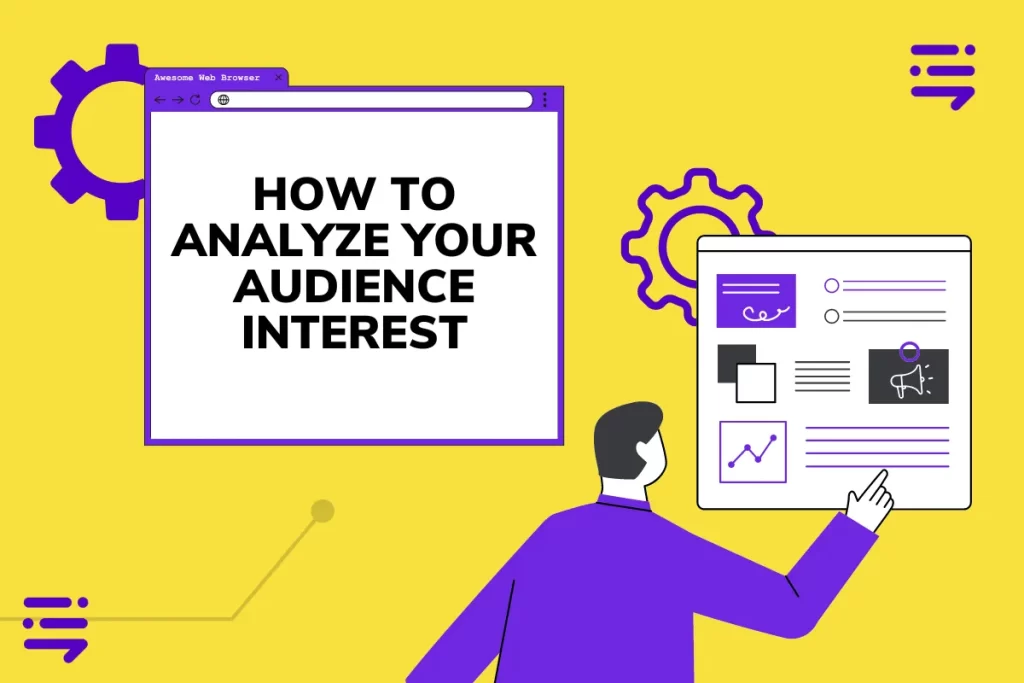 Awesome Web Browser
HOW TO
ANALYZE YOUR
AUDIENCE
INTEREST